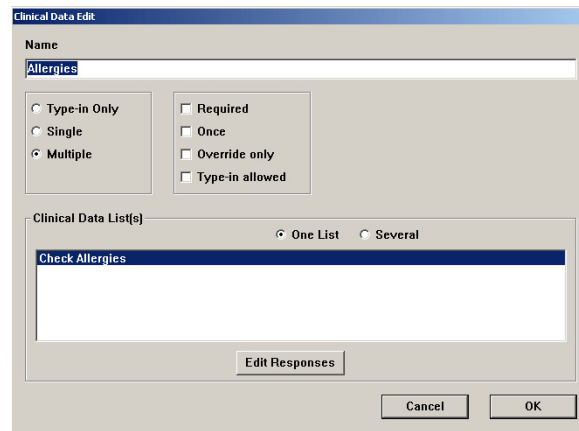 Clinical Data Edit
Name
Allergies
Type-in Only
Single
Multiple
Required
Once
Override only
Type-in allowed
Clinical Data List(s)
One List Several
Check Allergies
Edit Responses
Cancel OK